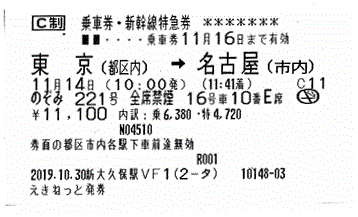 C制 乗車券・新幹線特急券 *******
■■・・・・乗車券11月16日まで有効
東 京(都区内) → 名古屋(市内)
11月14日(10:00発) (11:41着) C11
のぞみ 221号 全席禁煙 16号車10番E席
¥11,100 内訳:乗6,380・特4,720
N04510
券面の都区市内各駅下車前途無効
R001
2019.10.30新大久保駅VF1(2-タ) 10148-03
えきねっと発券